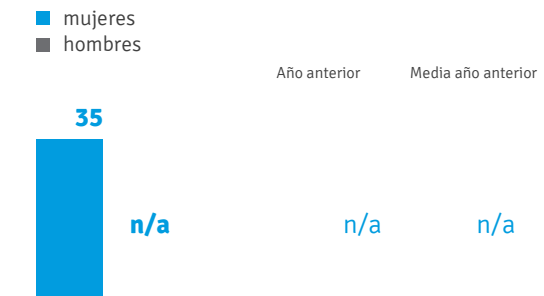 mujeres
hombres
Año anterior Media año anterior
35
n/a n/a n/a